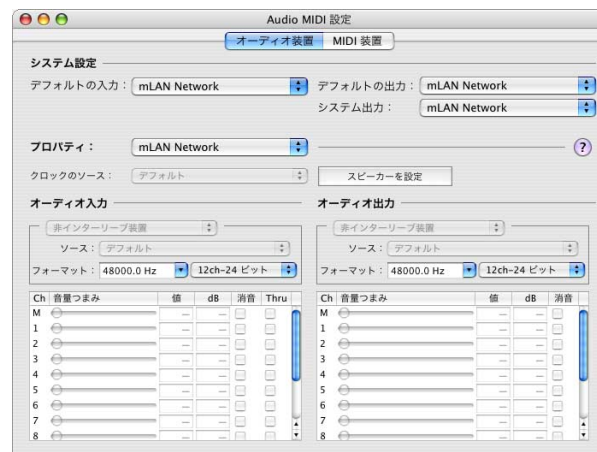 Audio MIDI 設定
オーディオ装置 MIDI 装置
システム設定
デフォルトの入力： mLAN Network デフォルトの出力： mLAN Network
システム出力： mLAN Network
プロパティ： mLAN Network ?
クロックのソース： デフォルト スピーカーを設定
オーディオ入力 オーディオ出力
非インターリーブ装置 非インターリーブ装置
ソース： デフォルト ソース： デフォルト
フォーマット： 48000.0 Hz 12ch-24 ビット フォーマット： 48000.0 Hz 12ch-24 ビット
Ch 音量つまみ 値 dB 消音 Thru Ch 音量つまみ 値 dB 消音
M — — M — —
1 — — 1 — —
2 — — 2 — —
3 — — 3 — —
4 — — 4 — —
5 — — 5 — —
6 — — 6 — —
7 — — 7 — —
8 — — 8 — —